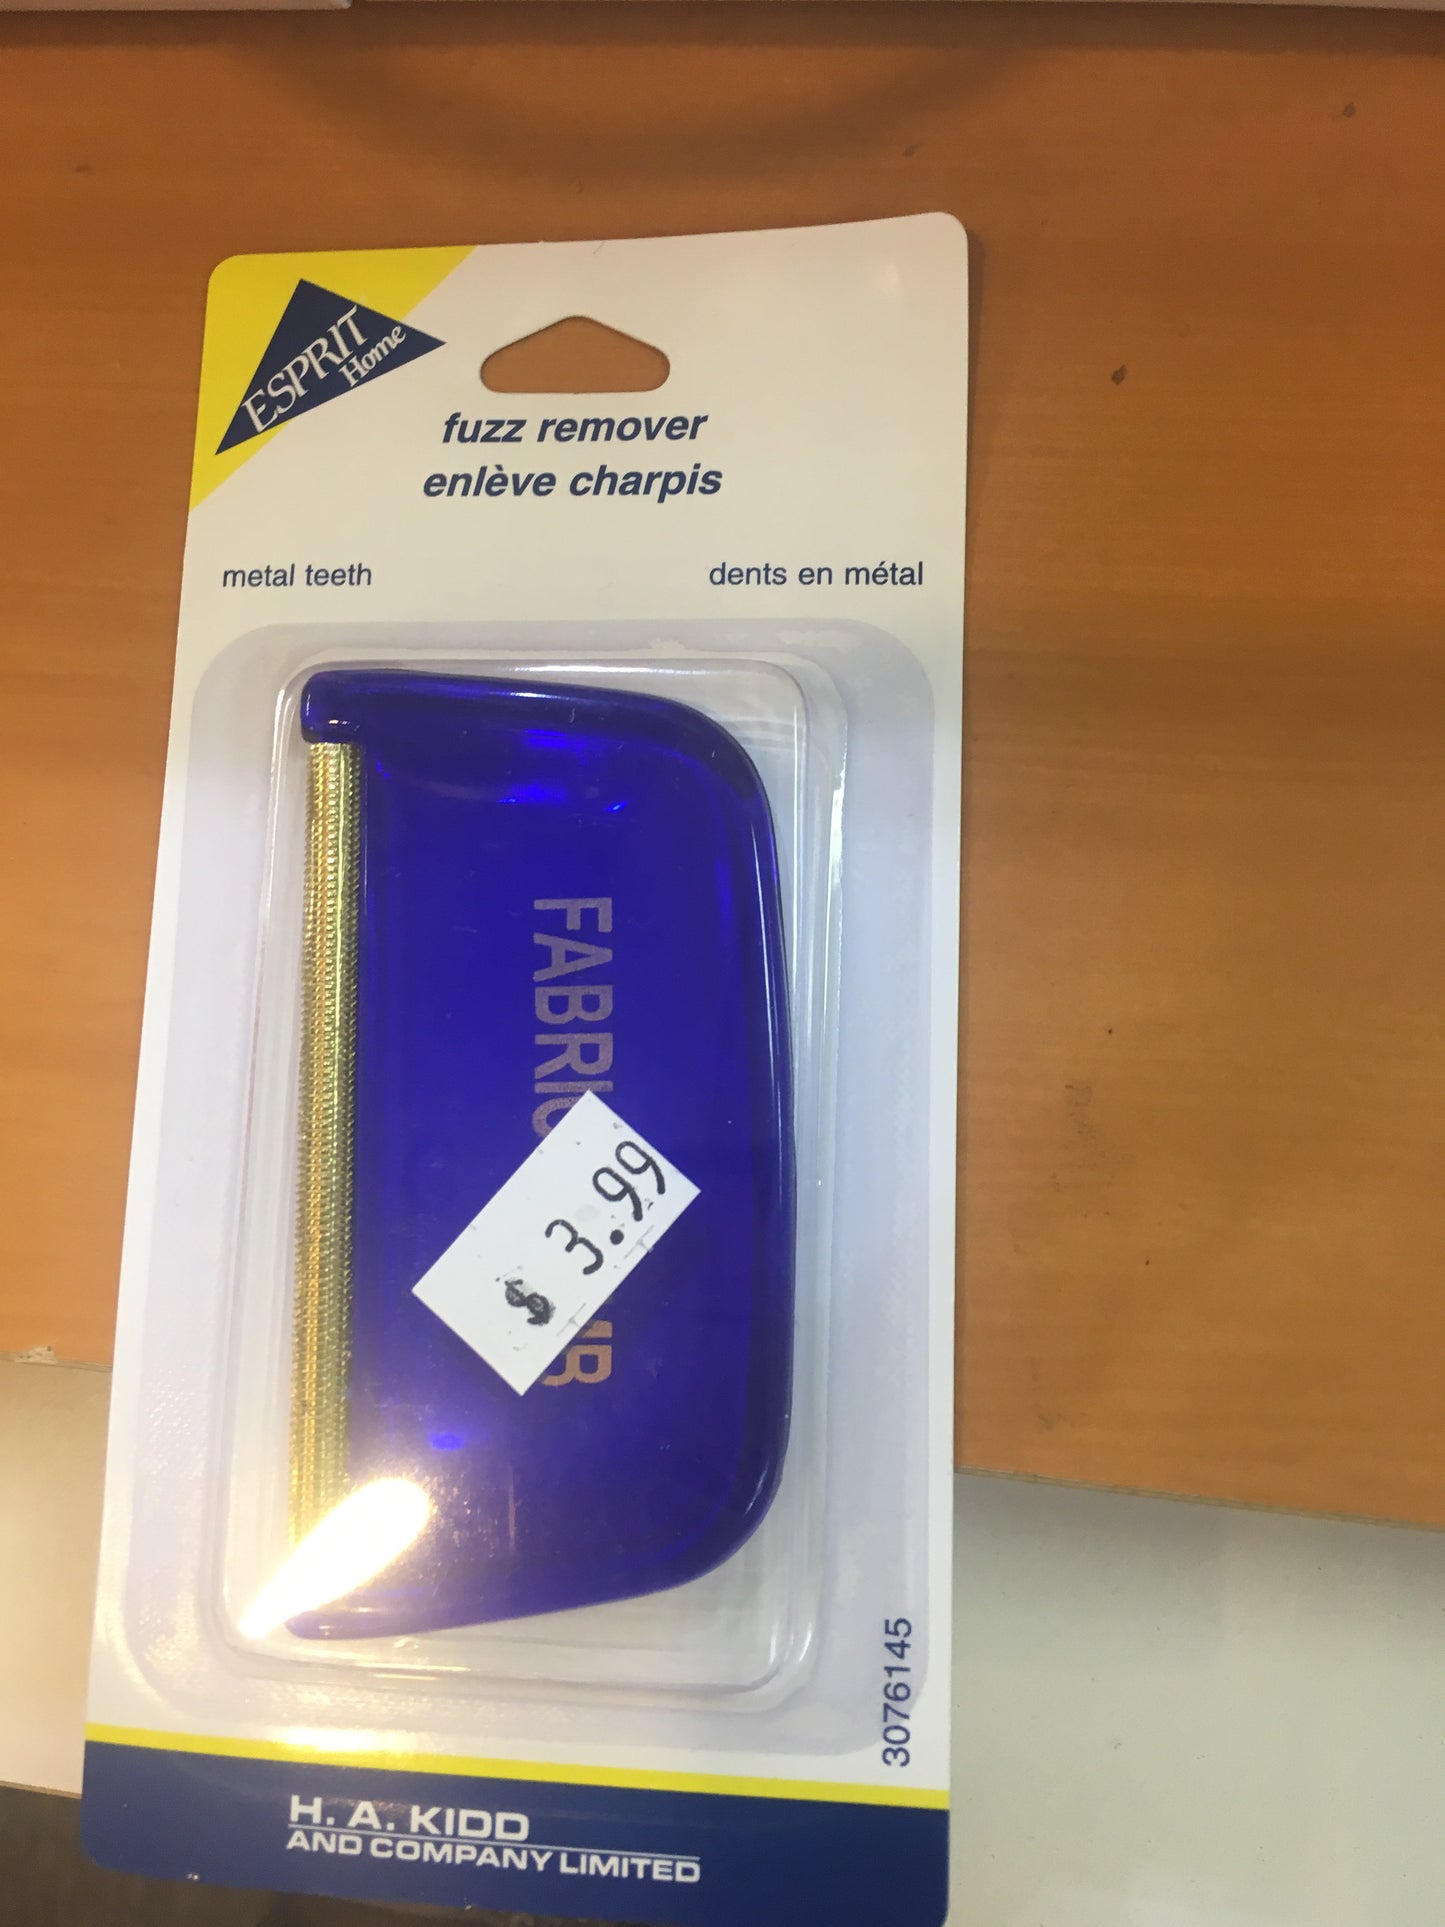 ESPRIT
Home
fuzz remover
enlève charpis
metal teeth
dents en métal
FABRIC
$ 3.99
3076145
H. A. KIDD
AND COMPANY LIMITED